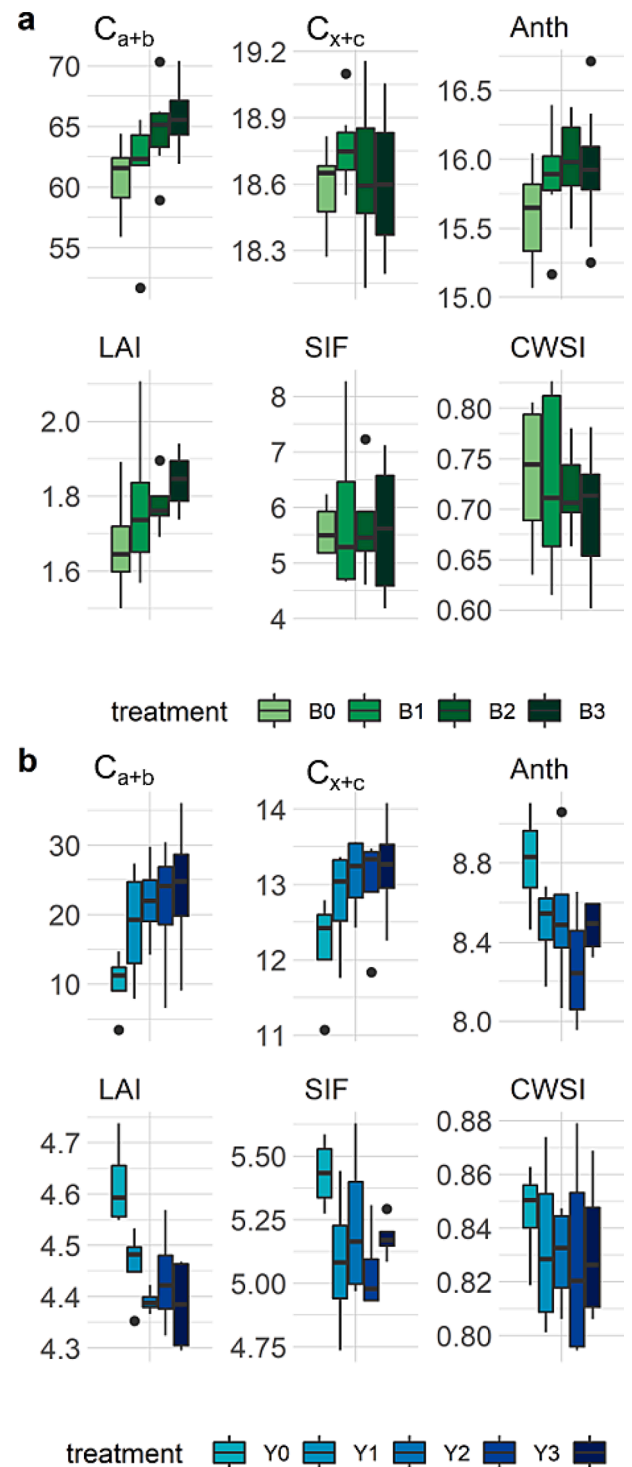 a
C_{a+b} C_{x+c} Anth
70 65 60 55
19.2 18.9 18.6 18.3
16.5 16.0 15.5 15.0
LAI SIF CWSI
2.0 1.8 1.6
8 7 6 5 4
0.80 0.75 0.70 0.65 0.60
treatment B0 B1 B2 B3
b
C_{a+b} C_{x+c} Anth
30 20 10
14 13 12 11
8.8 8.4 8.0
LAI SIF CWSI
4.7 4.6 4.5 4.4 4.3
5.50 5.25 5.00 4.75
0.88 0.86 0.84 0.82 0.80
treatment Y0 Y1 Y2 Y3